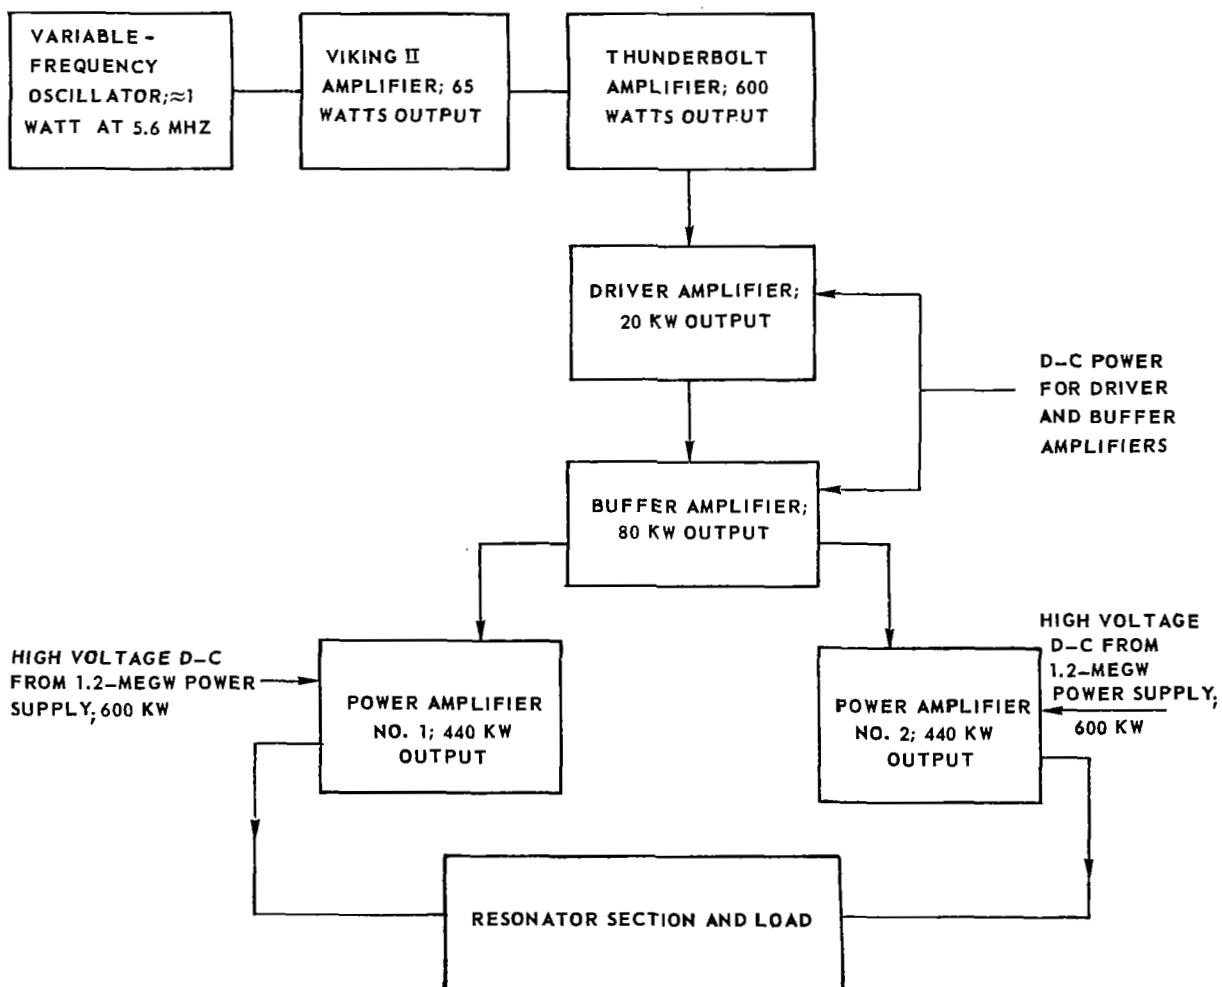 VARIABLE-
FREQUENCY
OSCILLATOR;≈1
WATT AT 5.6 MHZ
VIKING II
AMPLIFIER; 65
WATTS OUTPUT
THUNDERBOLT
AMPLIFIER; 600
WATTS OUTPUT
DRIVER AMPLIFIER;
20 KW OUTPUT
D-C POWER
FOR DRIVER
AND BUFFER
AMPLIFIERS
BUFFER AMPLIFIER;
80 KW OUTPUT
HIGH VOLTAGE D-C
FROM 1.2-MEGW POWER
SUPPLY; 600 KW
POWER AMPLIFIER
NO. 1; 440 KW
OUTPUT
POWER AMPLIFIER
NO. 2; 440 KW
OUTPUT
HIGH VOLTAGE
D-C FROM
1.2-MEGW
POWER SUPPLY;
600 KW
RESONATOR SECTION AND LOAD